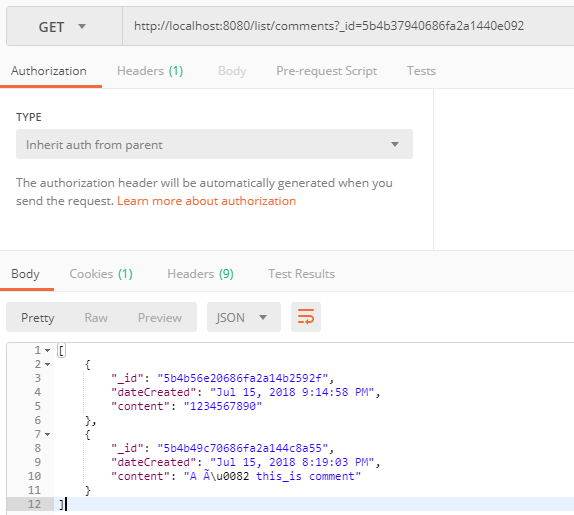 GET http://localhost:8080/list/comments?_id=5b4b37940686fa2a1440e092
Authorization Headers (1) Body Pre-request Script Tests
TYPE
Inherit auth from parent
The authorization header will be automatically generated when you
send the request. Learn more about authorization
Body Cookies (1) Headers (9) Test Results
Pretty Raw Preview JSON
1 [
2 {
3 "_id": "5b4b56e20686fa2a14b2592f",
4 "dateCreated": "Jul 15, 2018 9:14:58 PM",
5 "content": "1234567890"
6 },
7 {
8 "_id": "5b4b49c70686fa2a144c8a55",
9 "dateCreated": "Jul 15, 2018 8:19:03 PM",
10 "content": "A Ã\u0082 this_is comment"
11 }
12 ]